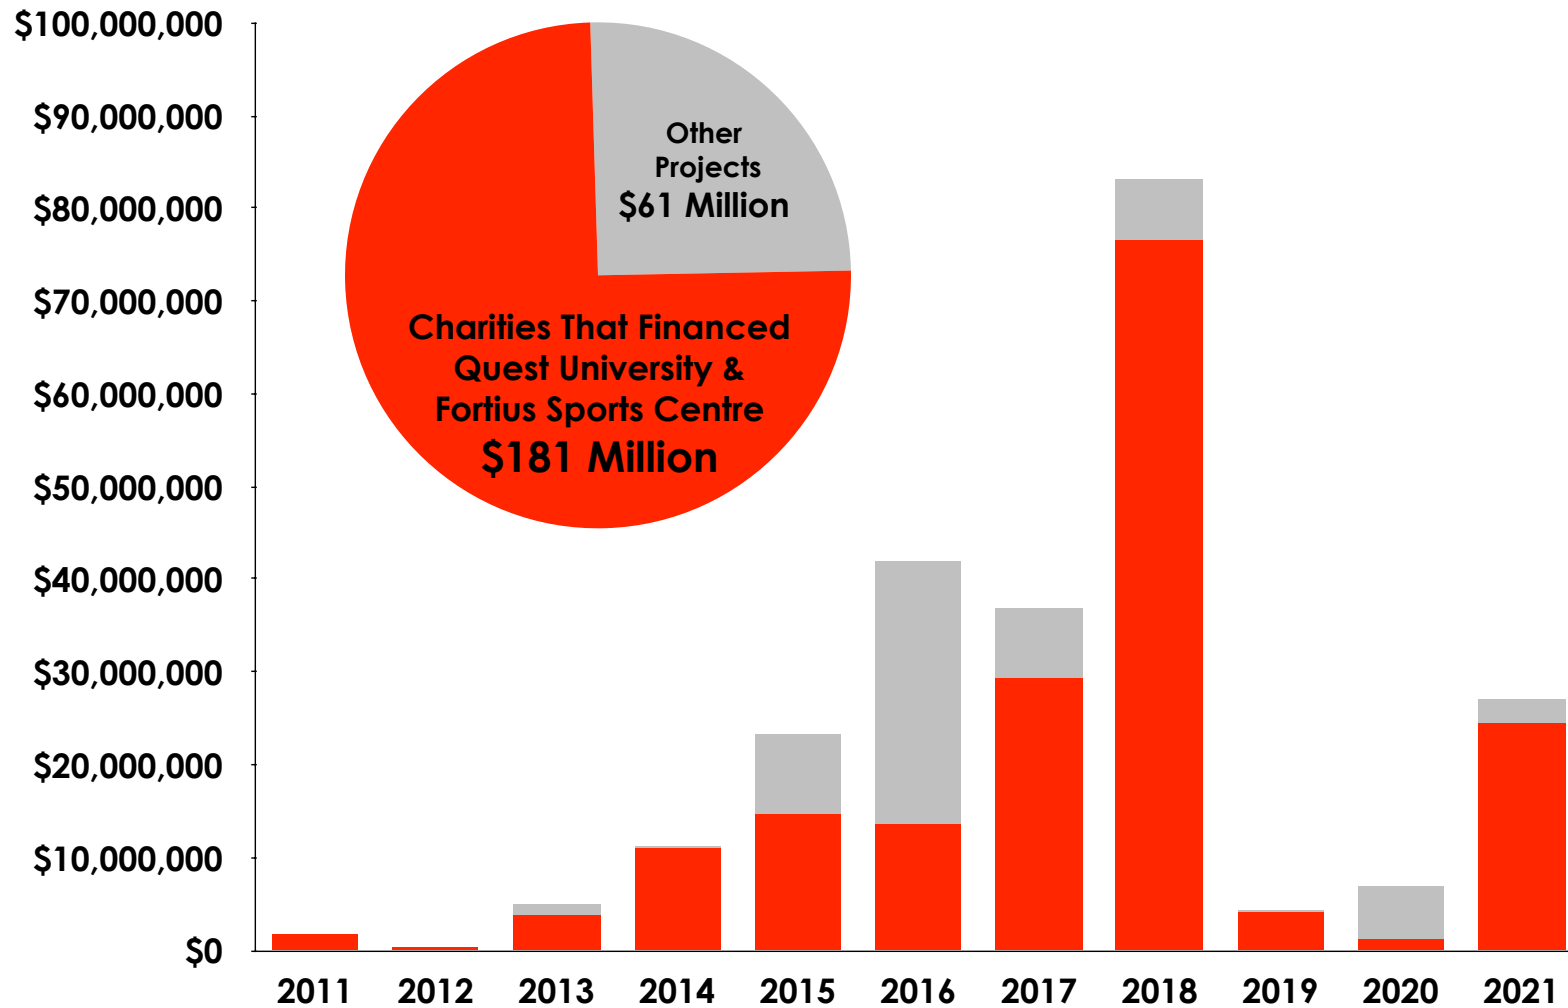 $100,000,000
$90,000,000
$80,000,000
$70,000,000
$60,000,000
$50,000,000
$40,000,000
$30,000,000
$20,000,000
$10,000,000
$0
Other
Projects
$61 Million
Charities That Financed
Quest University &
Fortius Sports Centre
$181 Million
2011 2012 2013 2014 2015 2016 2017 2018 2019 2020 2021